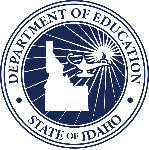 DEPARTMENT OF EDUCATION
STATE OF IDAHO